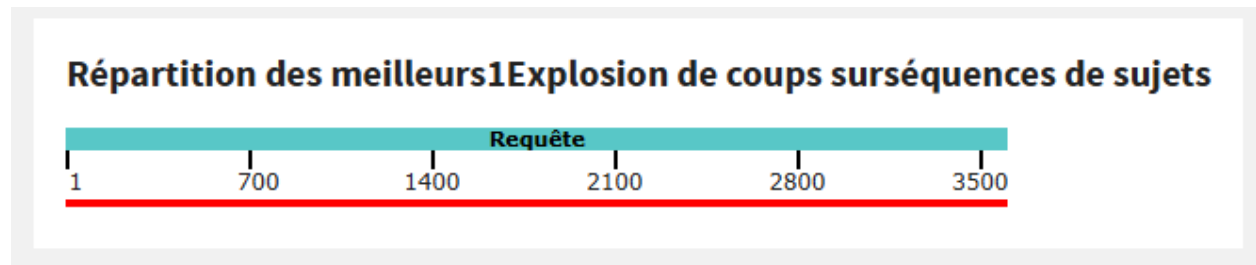 Répartition des meilleurs1Explosion de coups surséquences de sujets
Requête
1 700 1400 2100 2800 3500